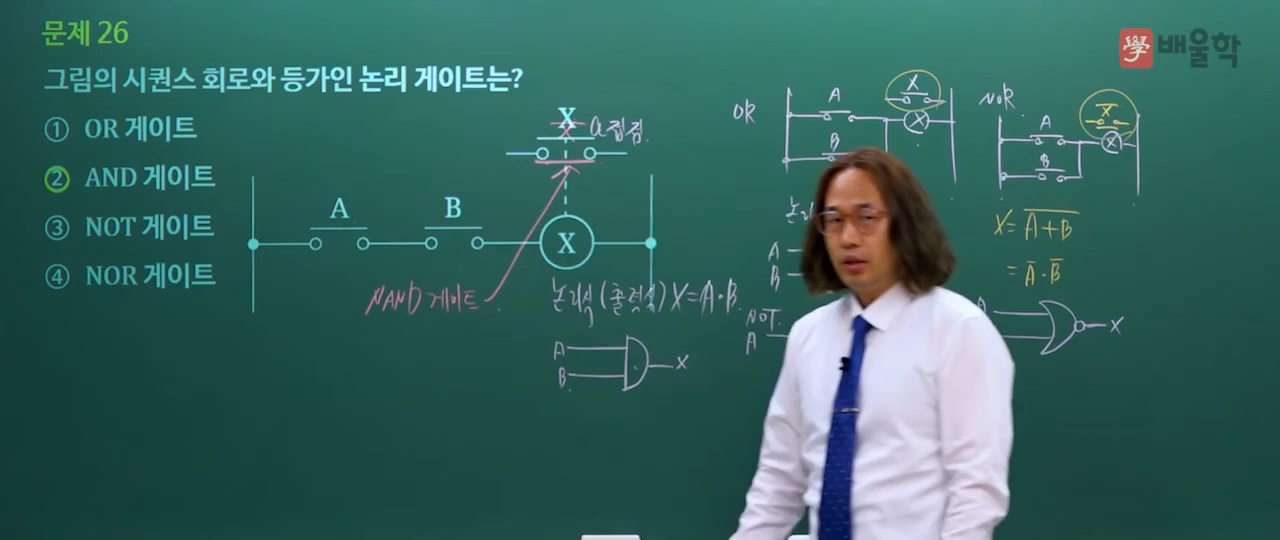 문제 26
學 배울학
그림의 시퀀스 회로와 등가인 논리 게이트는?
① OR 게이트
② AND 게이트
③ NOT 게이트
④ NOR 게이트
X
a접점.
A
B
X
NAND 게이트
논리식 (출력식) X=A·B.
A
B
X
OR
A
X
X
B
논리
A
B
NOT.
A
NOR
A
X
X
B
X=A̅+̅B̅
=A̅·B̅
A
X